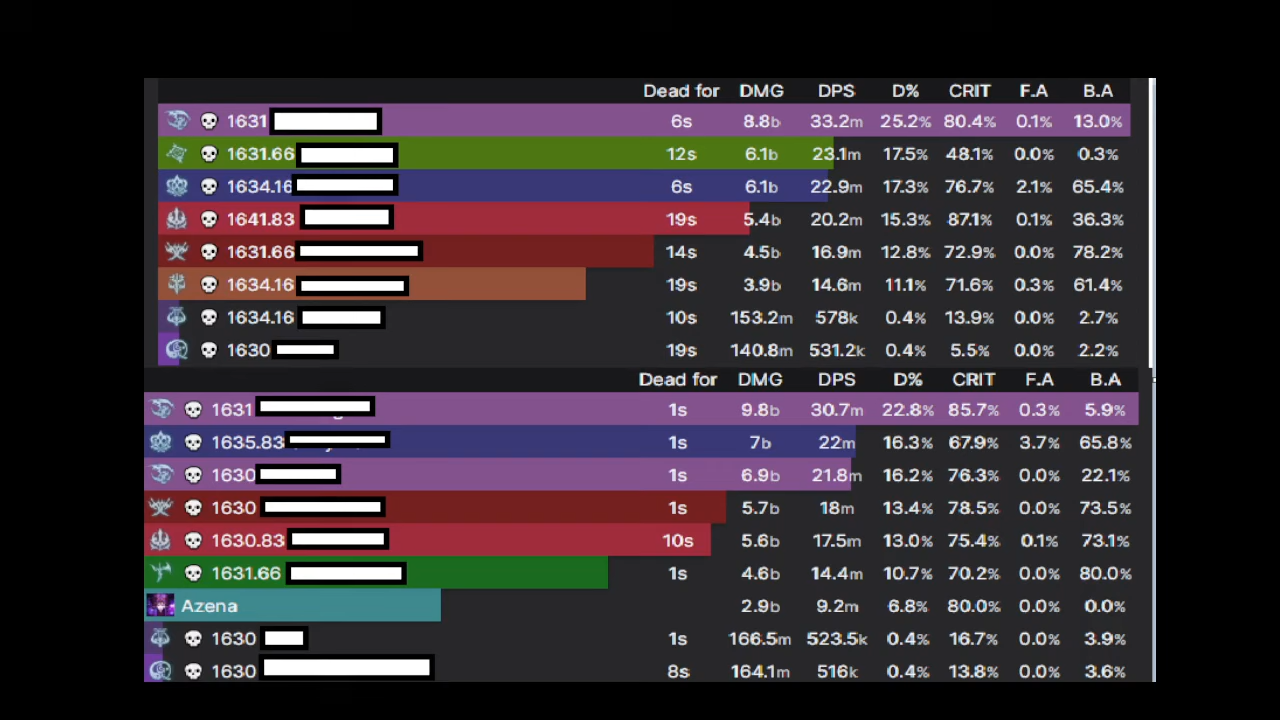 Dead for DMG DPS D% CRIT F.A B.A
1631 6s 8.8b 33.2m 25.2% 80.4% 0.1% 13.0%
1631.66 12s 6.1b 23.1m 17.5% 48.1% 0.0% 0.3%
1634.16 6s 6.1b 22.9m 17.3% 76.7% 2.1% 65.4%
1641.83 19s 5.4b 20.2m 15.3% 87.1% 0.1% 36.3%
1631.66 14s 4.5b 16.9m 12.8% 72.9% 0.0% 78.2%
1634.16 19s 3.9b 14.6m 11.1% 71.6% 0.3% 61.4%
1634.16 10s 153.2m 578k 0.4% 13.9% 0.0% 2.7%
1630 19s 140.8m 531.2k 0.4% 5.5% 0.0% 2.2%
Dead for DMG DPS D% CRIT F.A B.A
1631 1s 9.8b 30.7m 22.8% 85.7% 0.3% 5.9%
1635.83 1s 7b 22m 16.3% 67.9% 3.7% 65.8%
1630 1s 6.9b 21.8m 16.2% 76.3% 0.0% 22.1%
1630 1s 5.7b 18m 13.4% 78.5% 0.0% 73.5%
1630.83 10s 5.6b 17.5m 13.0% 75.4% 0.1% 73.1%
1631.66 1s 4.6b 14.4m 10.7% 70.2% 0.0% 80.0%
Azena 2.9b 9.2m 6.8% 80.0% 0.0% 0.0%
1630 1s 166.5m 523.5k 0.4% 16.7% 0.0% 3.9%
1630 8s 164.1m 516k 0.4% 13.8% 0.0% 3.6%